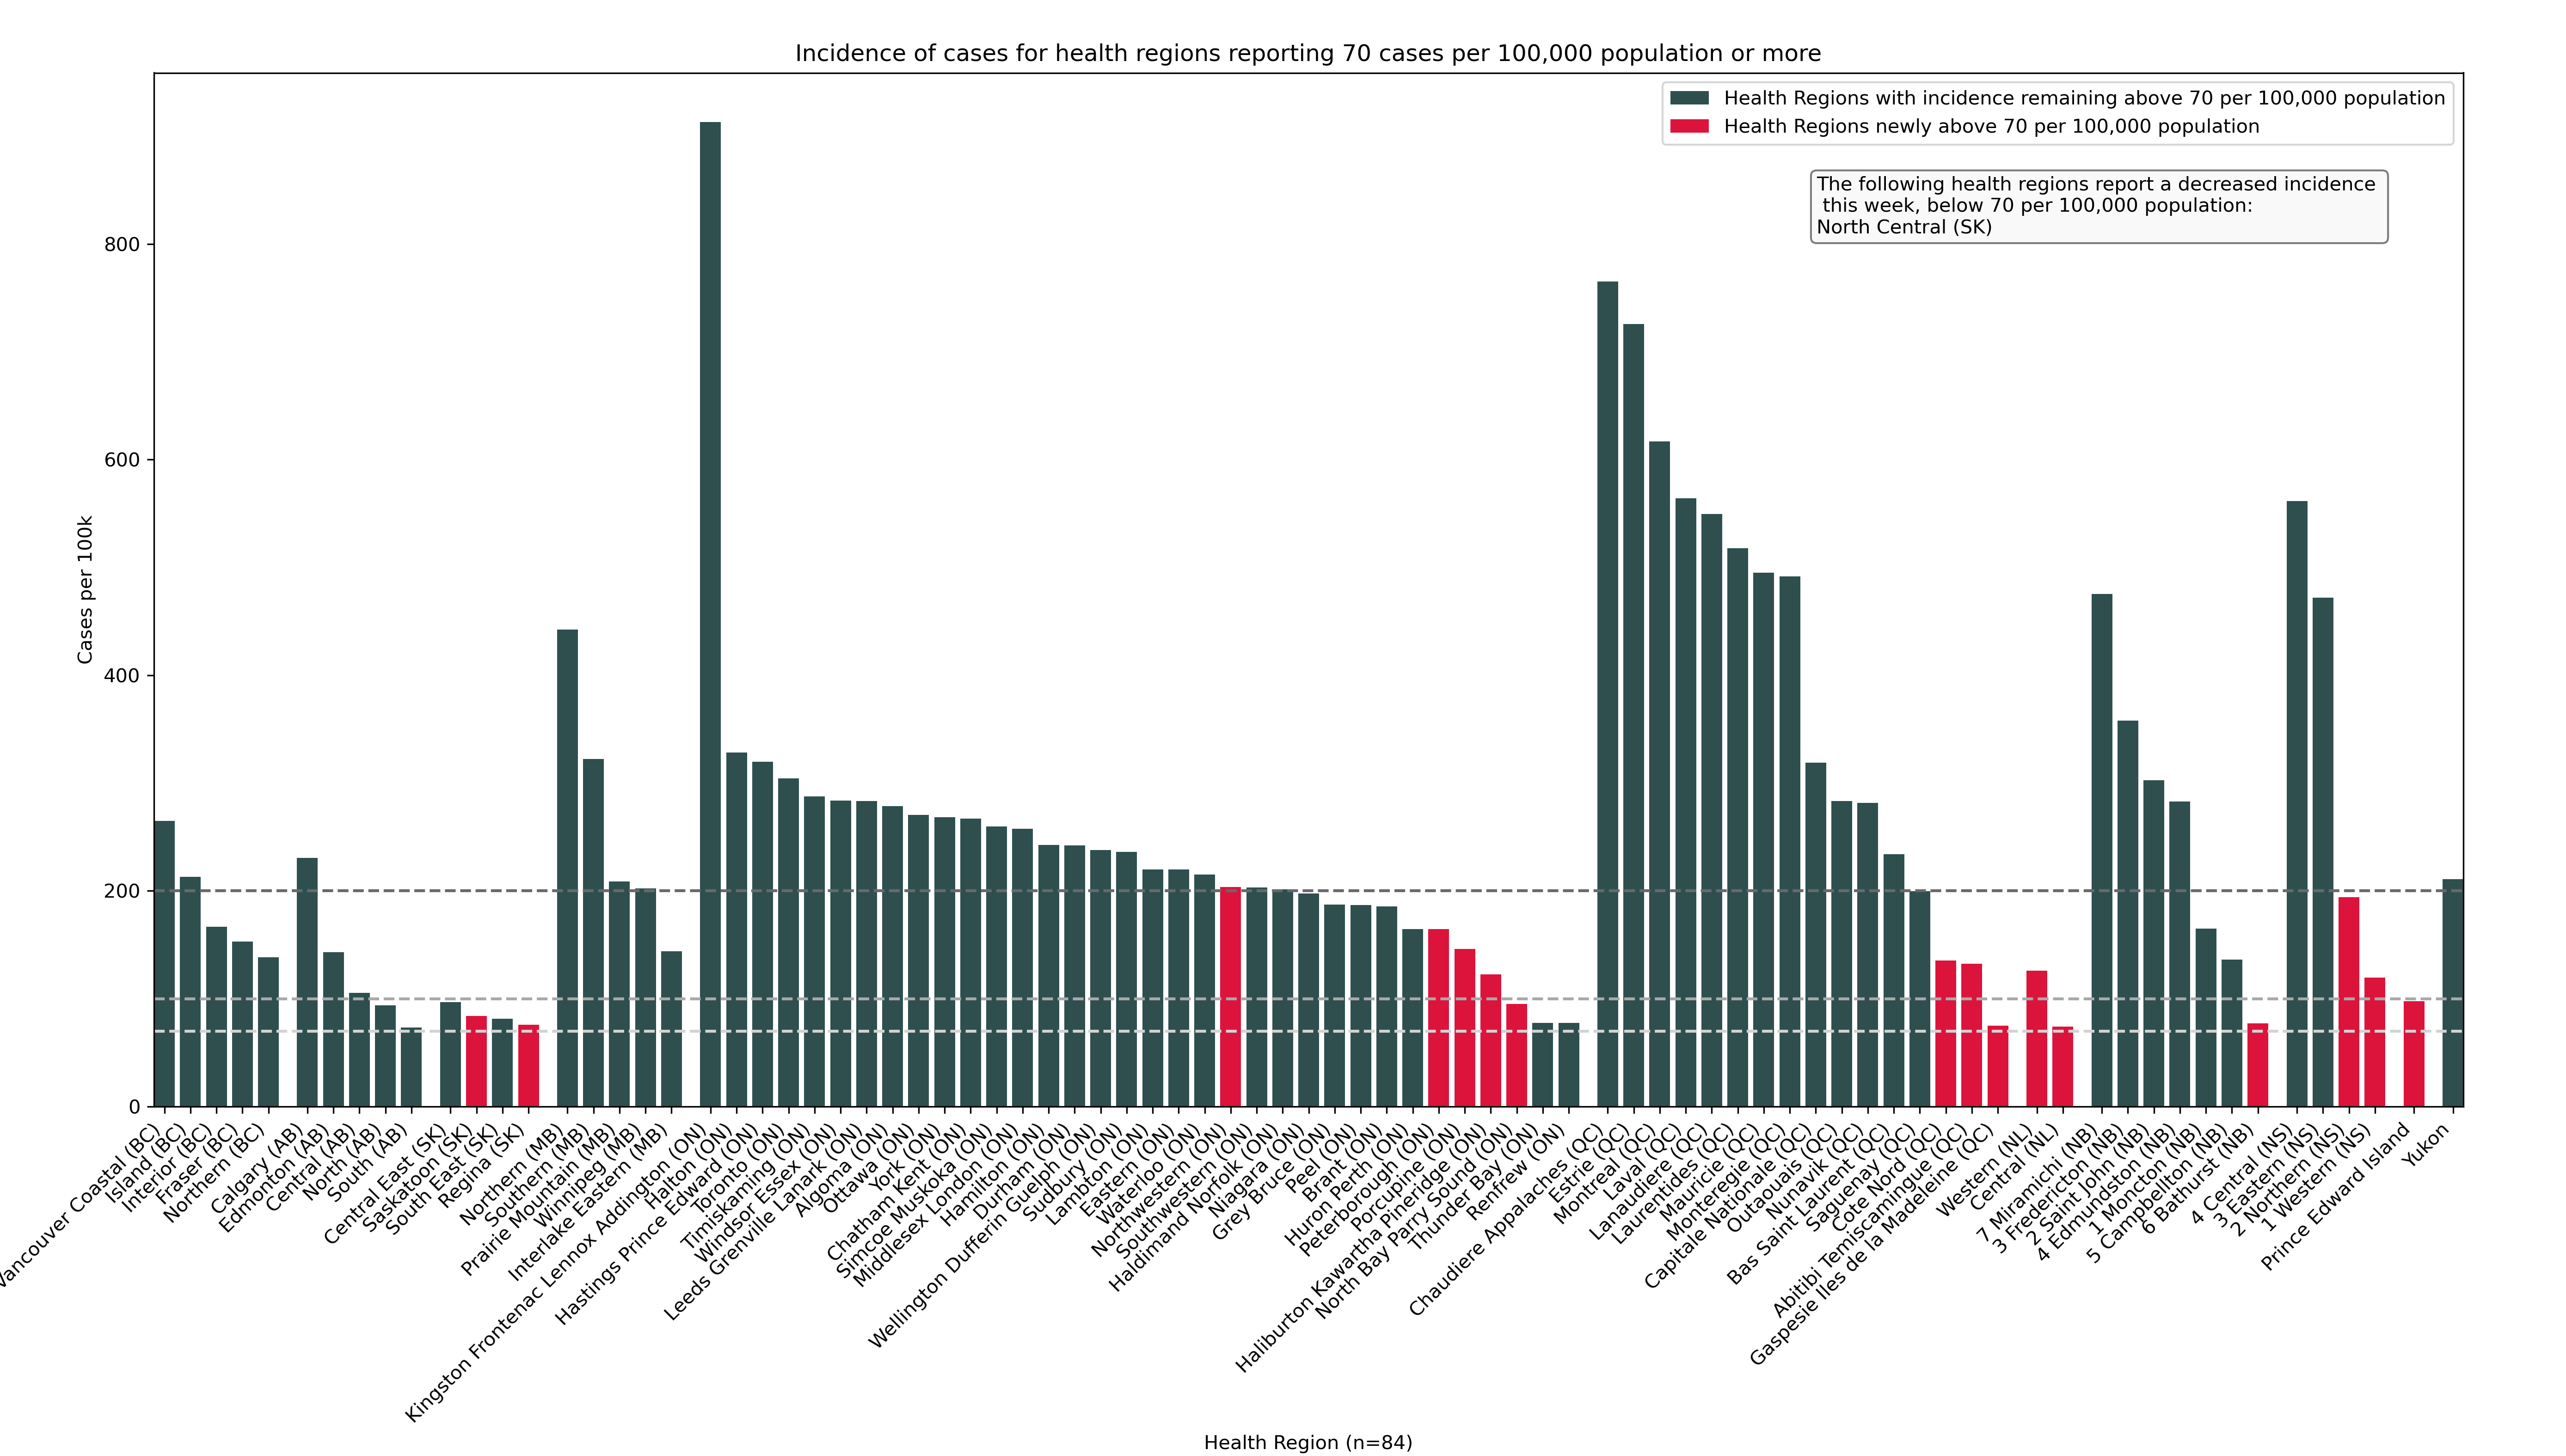 Incidence of cases for health regions reporting 70 cases per 100,000 population or more
Health Regions with incidence remaining above 70 per 100,000 population
Health Regions newly above 70 per 100,000 population
The following health regions report a decreased incidence
this week, below 70 per 100,000 population:
North Central (SK)
Cases per 100k
800
600
400
200
0
Vancouver Coastal (BC)
Island (BC)
Interior (BC)
Fraser (BC)
Northern (BC)
Calgary (AB)
Edmonton (AB)
Central (AB)
North (AB)
South (AB)
Central East (SK)
Saskatoon (SK)
South East (SK)
Regina (SK)
Northern (MB)
Southern (MB)
Prairie Mountain (MB)
Winnipeg (MB)
Interlake Eastern (MB)
Kingston Frontenac Lennox Addington (ON)
Halton (ON)
Hastings Prince Edward (ON)
Toronto (ON)
Timiskaming (ON)
Windsor Essex (ON)
Leeds Grenville Lanark (ON)
Algoma (ON)
Ottawa (ON)
York (ON)
Chatham Kent (ON)
Simcoe Muskoka (ON)
Middlesex London (ON)
Hamilton (ON)
Durham (ON)
Wellington Dufferin Guelph (ON)
Sudbury (ON)
Lambton (ON)
Eastern (ON)
Waterloo (ON)
Northwestern (ON)
Southwestern (ON)
Haldimand Norfolk (ON)
Niagara (ON)
Grey Bruce (ON)
Peel (ON)
Brant (ON)
Huron Perth (ON)
Peterborough (ON)
Porcupine (ON)
Haliburton Kawartha Pineridge (ON)
North Bay Parry Sound (ON)
Thunder Bay (ON)
Renfrew (ON)
Chaudiere Appalaches (QC)
Estrie (QC)
Montreal (QC)
Laval (QC)
Lanaudiere (QC)
Laurentides (QC)
Mauricie (QC)
Monteregie (QC)
Capitale Nationale (QC)
Outaouais (QC)
Nunavik (QC)
Bas Saint Laurent (QC)
Saguenay (QC)
Cote Nord (QC)
Abitibi Temiscamingue (QC)
Gaspesie Iles de la Madeleine (QC)
Western (NL)
Central (NL)
7 Miramichi (NB)
3 Fredericton (NB)
2 Saint John (NB)
4 Edmundston (NB)
1 Moncton (NB)
5 Campbellton (NB)
6 Bathurst (NB)
4 Central (NS)
3 Eastern (NS)
2 Northern (NS)
1 Western (NS)
Prince Edward Island
Yukon
Health Region (n=84)